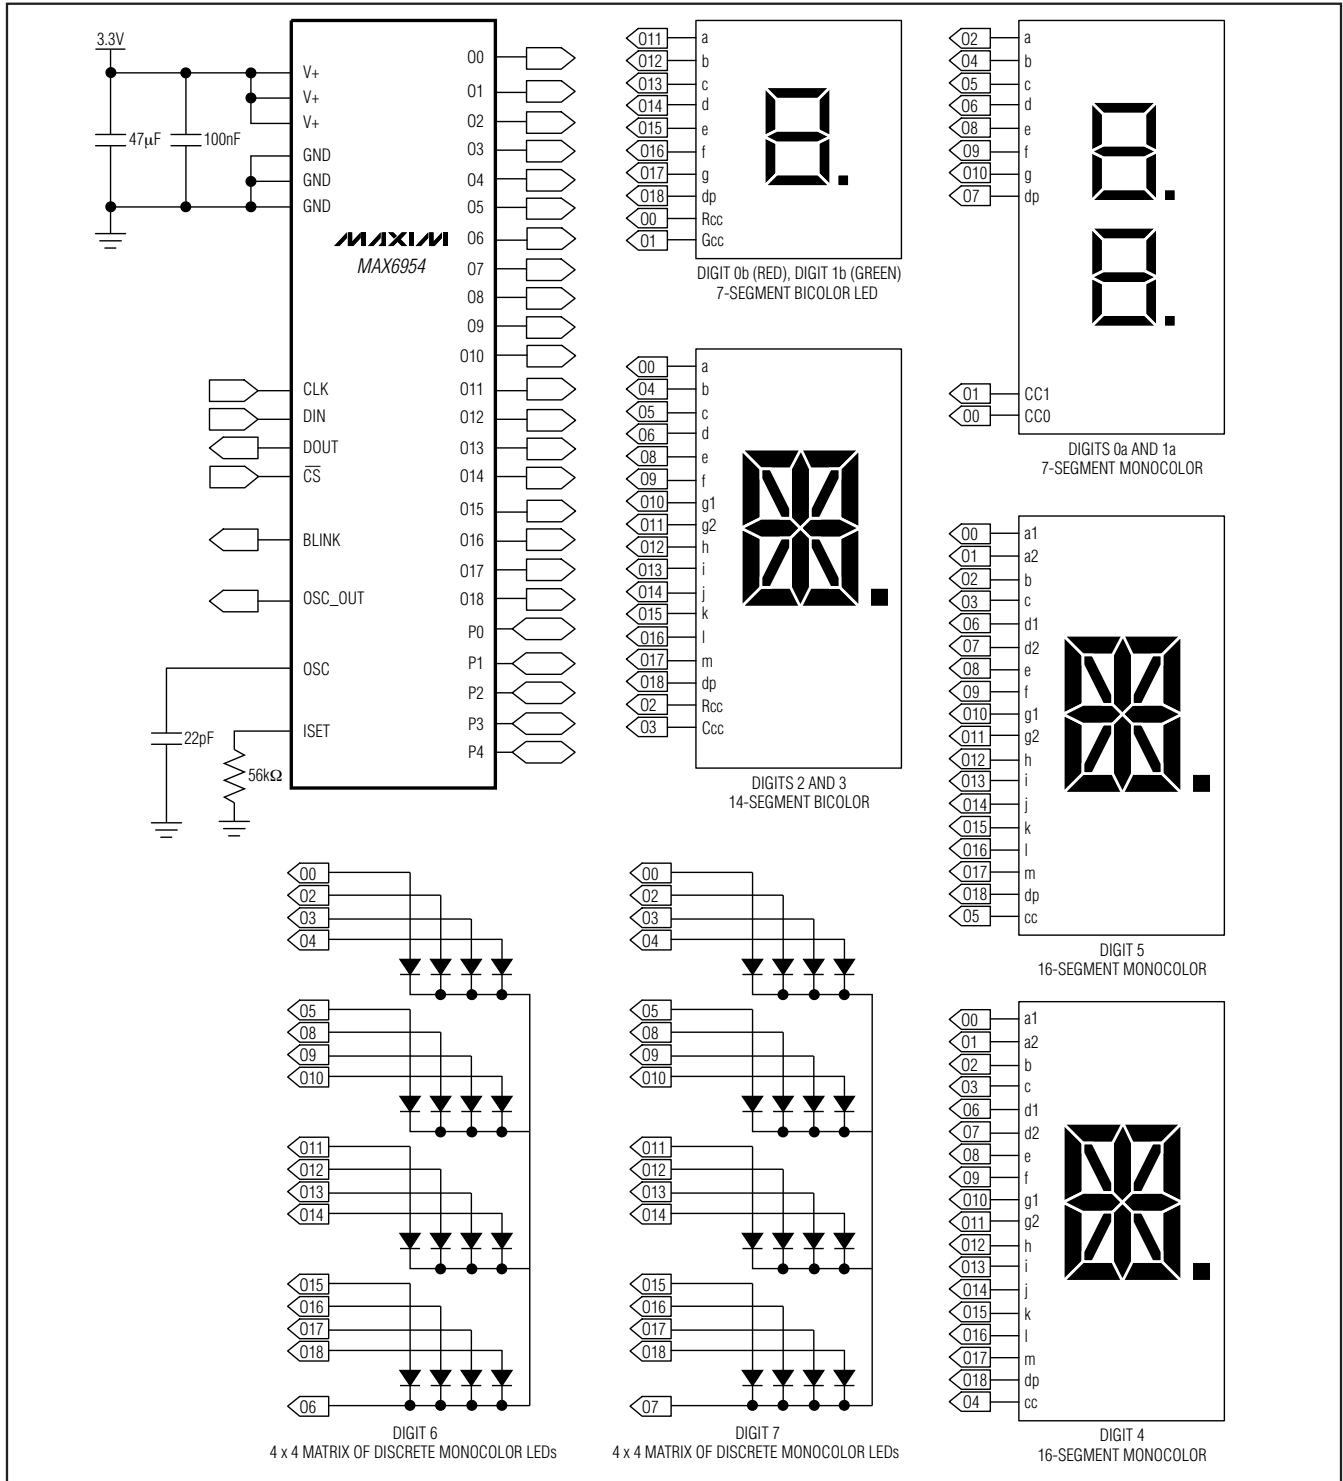 3.3V
47μF
100nF
V+
V+
V+
GND
GND
GND
MAXIM
MAX6954
CLK
DIN
DOUT
CS
BLINK
OSC_OUT
OSC
ISET
22pF
56kΩ
O0
O1
O2
O3
O4
O5
O6
O7
O8
O9
O10
O11
O12
O13
O14
O15
O16
O17
O18
P0
P1
P2
P3
P4
O11 a
O12 b
O13 c
O14 d
O15 e
O16 f
O17 g
O18 dp
O0 Rcc
O1 Gcc
DIGIT 0b (RED), DIGIT 1b (GREEN)
7-SEGMENT BICOLOR LED
O2 a
O4 b
O5 c
O6 d
O8 e
O9 f
O10 g
O7 dp
O1 CC1
O0 CC0
DIGITS 0a AND 1a
7-SEGMENT MONOCOLOR
O0 a
O4 b
O5 c
O6 d
O8 e
O9 f
O10 g1
O11 g2
O12 h
O13 i
O14 j
O15 k
O16 l
O17 m
O18 dp
O2 Rcc
O3 Ccc
DIGITS 2 AND 3
14-SEGMENT BICOLOR
O0 a1
O1 a2
O2 b
O3 c
O6 d1
O7 d2
O8 e
O9 f
O10 g1
O11 g2
O12 h
O13 i
O14 j
O15 k
O16 l
O17 m
O18 dp
O5 cc
DIGIT 5
16-SEGMENT MONOCOLOR
O0
O2
O3
O4
O5
O8
O9
O10
O11
O12
O13
O14
O15
O16
O17
O18
O6
DIGIT 6
4 x 4 MATRIX OF DISCRETE MONOCOLOR LEDs
O0
O2
O3
O4
O5
O8
O9
O10
O11
O12
O13
O14
O15
O16
O17
O18
O7
DIGIT 7
4 x 4 MATRIX OF DISCRETE MONOCOLOR LEDs
O0 a1
O1 a2
O2 b
O3 c
O6 d1
O7 d2
O8 e
O9 f
O10 g1
O11 g2
O12 h
O13 i
O14 j
O15 k
O16 l
O17 m
O18 dp
O4 cc
DIGIT 4
16-SEGMENT MONOCOLOR